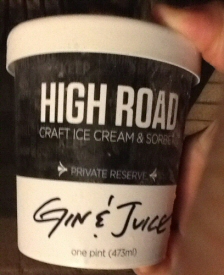 HIGH ROAD
CRAFT ICE CREAM & SORBET
PRIVATE RESERVE
GIN & JUICE
one pint (473ml)